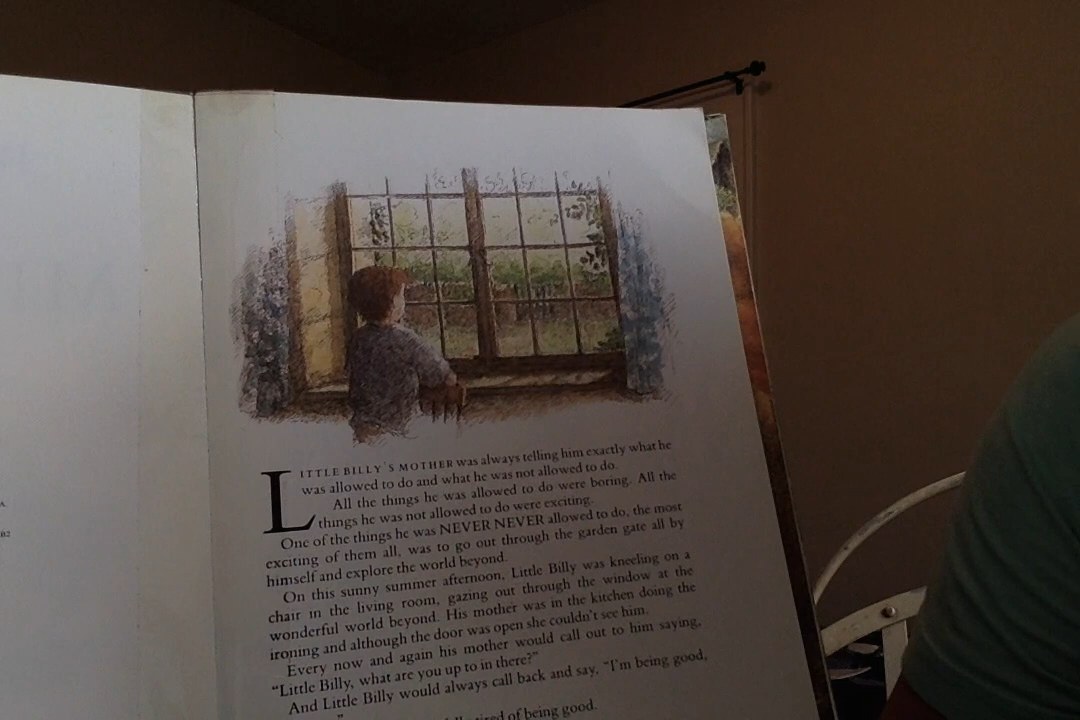 A.
B2
LITTLE BILLY'S MOTHER was always telling him exactly what he
was allowed to do and what he was not allowed to do.
All the things he was allowed to do were boring. All the
things he was not allowed to do were exciting.
One of the things he was NEVER NEVER allowed to do, the most
exciting of them all, was to go out through the garden gate all by
himself and explore the world beyond.
On this sunny summer afternoon, Little Billy was kneeling on a
chair in the living room, gazing out through the window at the
wonderful world beyond. His mother was in the kitchen doing the
ironing and although the door was open she couldn't see him.
Every now and again his mother would call out to him saying,
"Little Billy, what are you up to in there?"
And Little Billy would always call back and say, "I'm being good,
tired of being good.